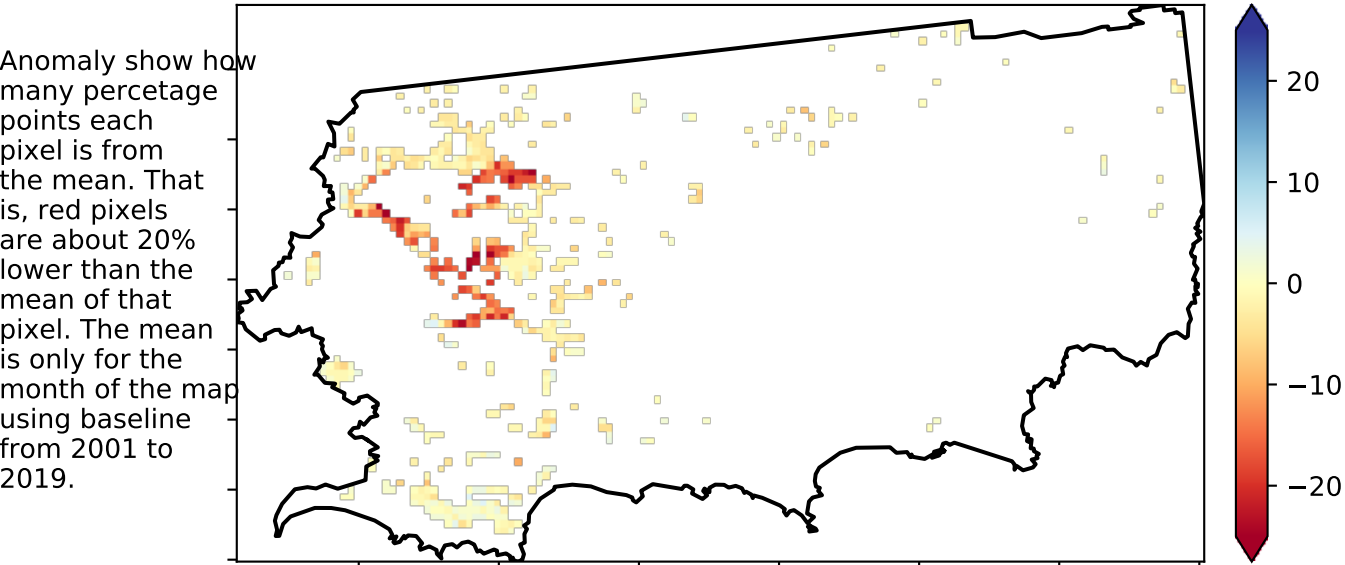 Anomaly show how
many percetage
points each
pixel is from
the mean. That
is, red pixels
are about 20%
lower than the
mean of that
pixel. The mean
is only for the
month of the map
using baseline
from 2001 to
2019.
20
10
0
−10
−20